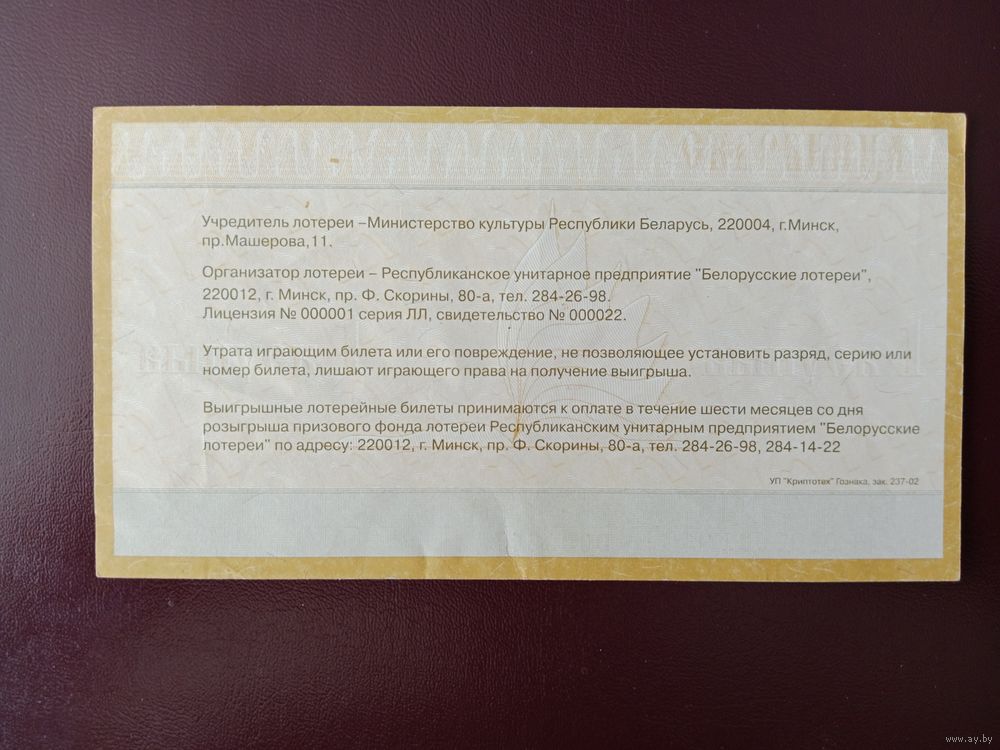 Учредитель лотереи –Министерство культуры Республики Беларусь, 220004, г.Минск,
пр.Машерова,11.
Организатор лотереи – Республиканское унитарное предприятие "Белорусские лотереи",
220012, г. Минск, пр. Ф. Скорины, 80-а, тел. 284-26-98.
Лицензия № 000001 серия ЛЛ, свидетельство № 000022.
Утрата играющим билета или его повреждение, не позволяющее установить разряд, серию или
номер билета, лишают играющего права на получение выигрыша.
Выигрышные лотерейные билеты принимаются к оплате в течение шести месяцев со дня
розыгрыша призового фонда лотереи Республиканским унитарным предприятием "Белорусские
лотереи" по адресу: 220012, г. Минск, пр. Ф. Скорины, 80-а, тел. 284-26-98, 284-14-22
УП "Криптотех" Гознака, зак. 237-02
www.ay.by